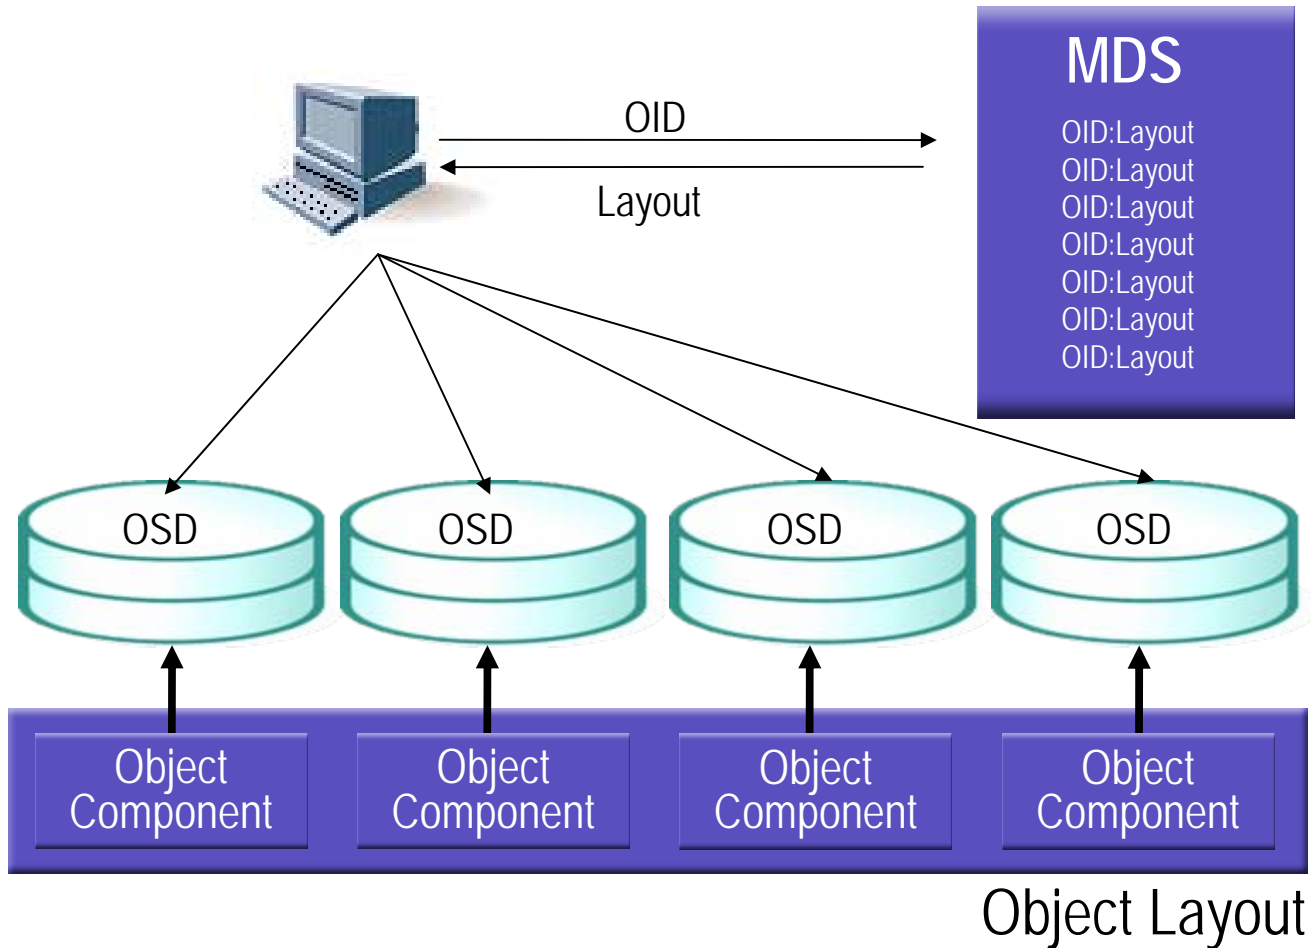 MDS
OID
OID:Layout
OID:Layout
Layout
OID:Layout
OID:Layout
OID:Layout
OID:Layout
OID:Layout
OSD
OSD
OSD
OSD
Object
Component
Object
Component
Object
Component
Object
Component
Object Layout